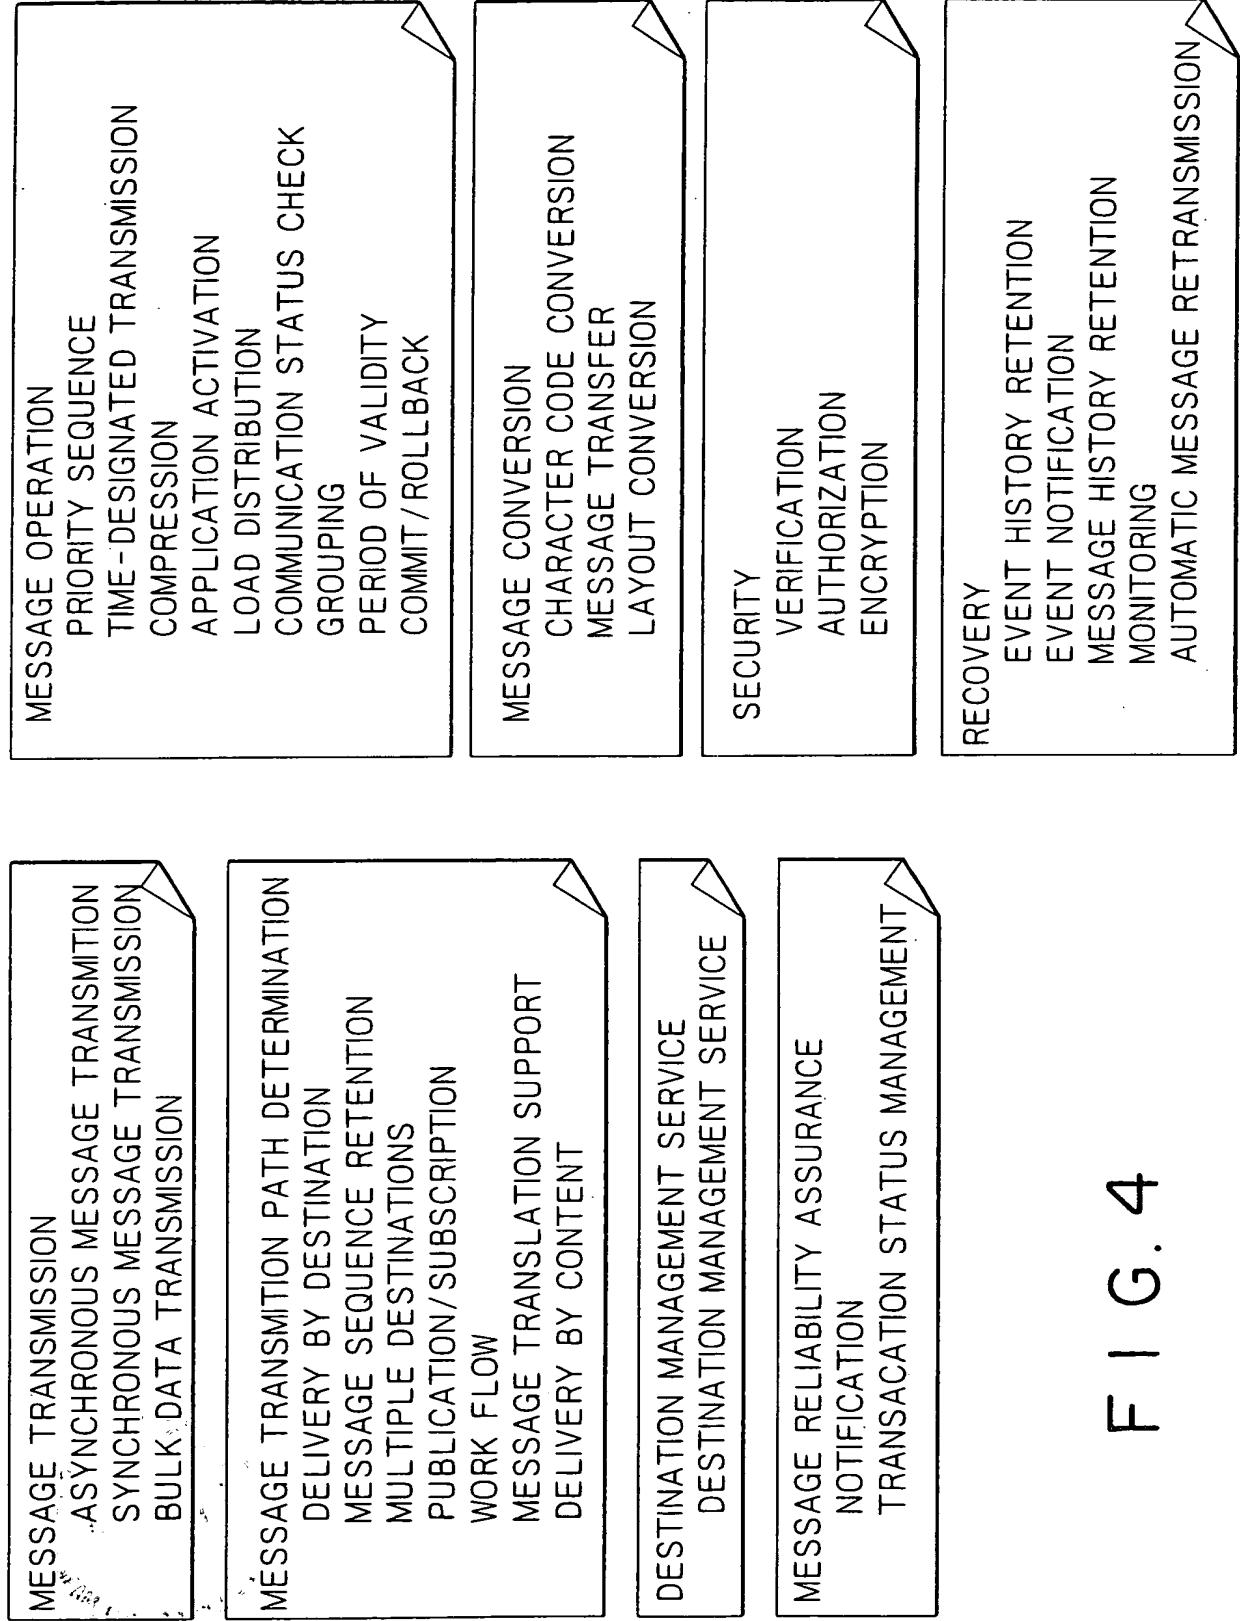 MESSAGE TRANSMISSION
ASYNCHRONOUS MESSAGE TRANSMITION
SYNCHRONOUS MESSAGE TRANSMISSION
BULK DATA TRANSMISSION
MESSAGE TRANSMITION PATH DETERMINATION
DELIVERY BY DESTINATION
MESSAGE SEQUENCE RETENTION
MULTIPLE DESTINATIONS
PUBLICATION/SUBSCRIPTION
WORK FLOW
MESSAGE TRANSLATION SUPPORT
DELIVERY BY CONTENT
DESTINATION MANAGEMENT SERVICE
DESTINATION MANAGEMENT SERVICE
MESSAGE RELIABILITY ASSURANCE
NOTIFICATION
TRANSACATION STATUS MANAGEMENT
MESSAGE OPERATION
PRIORITY SEQUENCE
TIME-DESIGNATED TRANSMISSION
COMPRESSION
APPLICATION ACTIVATION
LOAD DISTRIBUTION
COMMUNICATION STATUS CHECK
GROUPING
PERIOD OF VALIDITY
COMMIT/ROLLBACK
MESSAGE CONVERSION
CHARACTER CODE CONVERSION
MESSAGE TRANSFER
LAYOUT CONVERSION
SECURITY
VERIFICATION
AUTHORIZATION
ENCRYPTION
RECOVERY
EVENT HISTORY RETENTION
EVENT NOTIFICATION
MESSAGE HISTORY RETENTION
MONITORING
AUTOMATIC MESSAGE RETRANSMISSION
FIG. 4